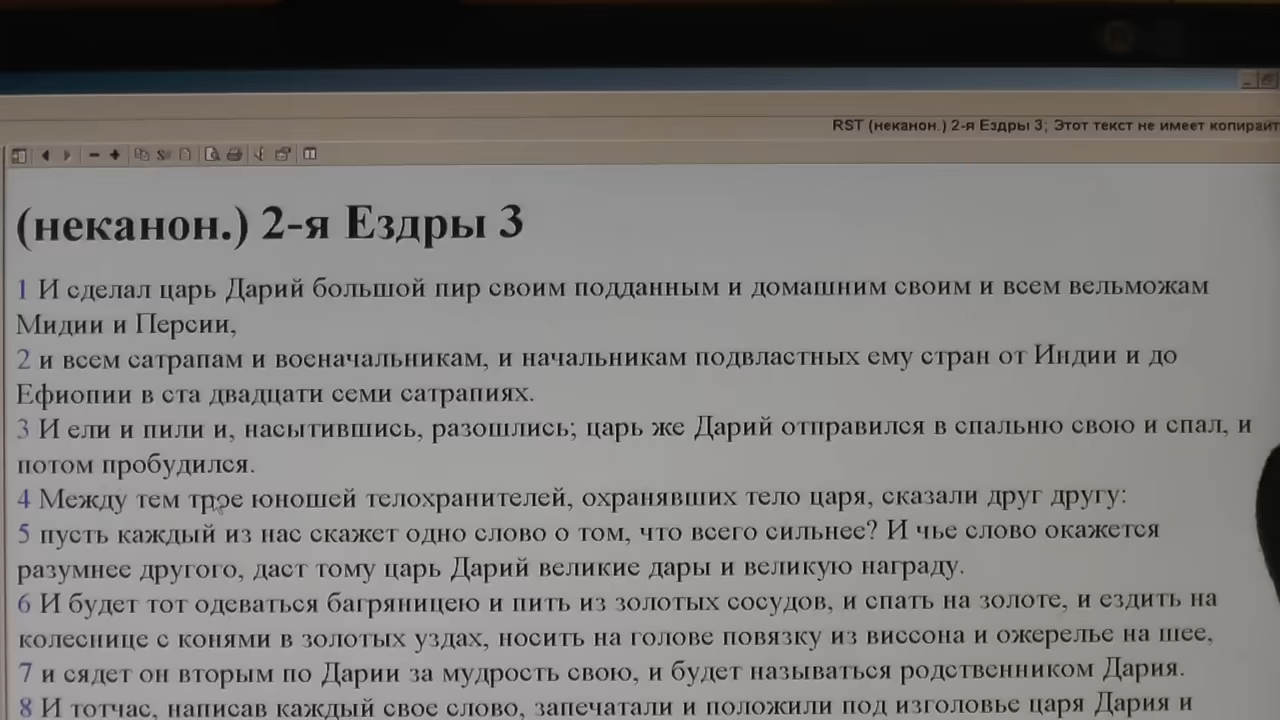 RST (неканон.) 2-я Ездры 3; Этот текст не имеет копирайт
(неканон.) 2-я Ездры 3
1 И сделал царь Дарий большой пир своим подданным и домашним своим и всем вельможам
Мидии и Персии,
2 и всем сатрапам и военачальникам, и начальникам подвластных ему стран от Индии и до
Ефиопии в ста двадцати семи сатрапиях.
3 И ели и пили и, насытившись, разошлись; царь же Дарий отправился в спальню свою и спал, и
потом пробудился.
4 Между тем трое юношей телохранителей, охранявших тело царя, сказали друг другу:
5 пусть каждый из нас скажет одно слово о том, что всего сильнее? И чье слово окажется
разумнее другого, даст тому царь Дарий великие дары и великую награду.
6 И будет тот одеваться багряницею и пить из золотых сосудов, и спать на золоте, и ездить на
колеснице с конями в золотых уздах, носить на голове повязку из виссона и ожерелье на шее,
7 и сядет он вторым по Дарии за мудрость свою, и будет называться родственником Дария.
8 И тотчас, написав каждый свое слово, запечатали и положили под изголовье царя Дария и